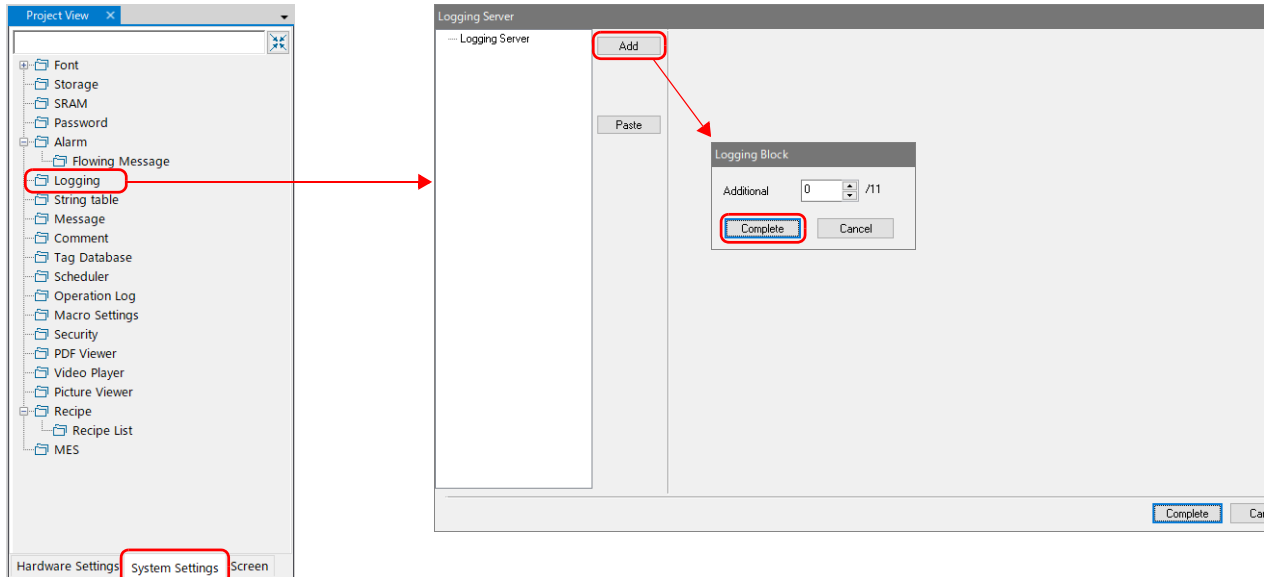 Project View
Font
Storage
SRAM
Password
Alarm
Flowing Message
Logging
String table
Message
Comment
Tag Database
Scheduler
Operation Log
Macro Settings
Security
PDF Viewer
Video Player
Picture Viewer
Recipe
Recipe List
MES
Hardware Settings System Settings Screen
Logging Server
Logging Server
Add
Paste
Logging Block
Additional 0 /11
Complete Cancel
Complete Ca